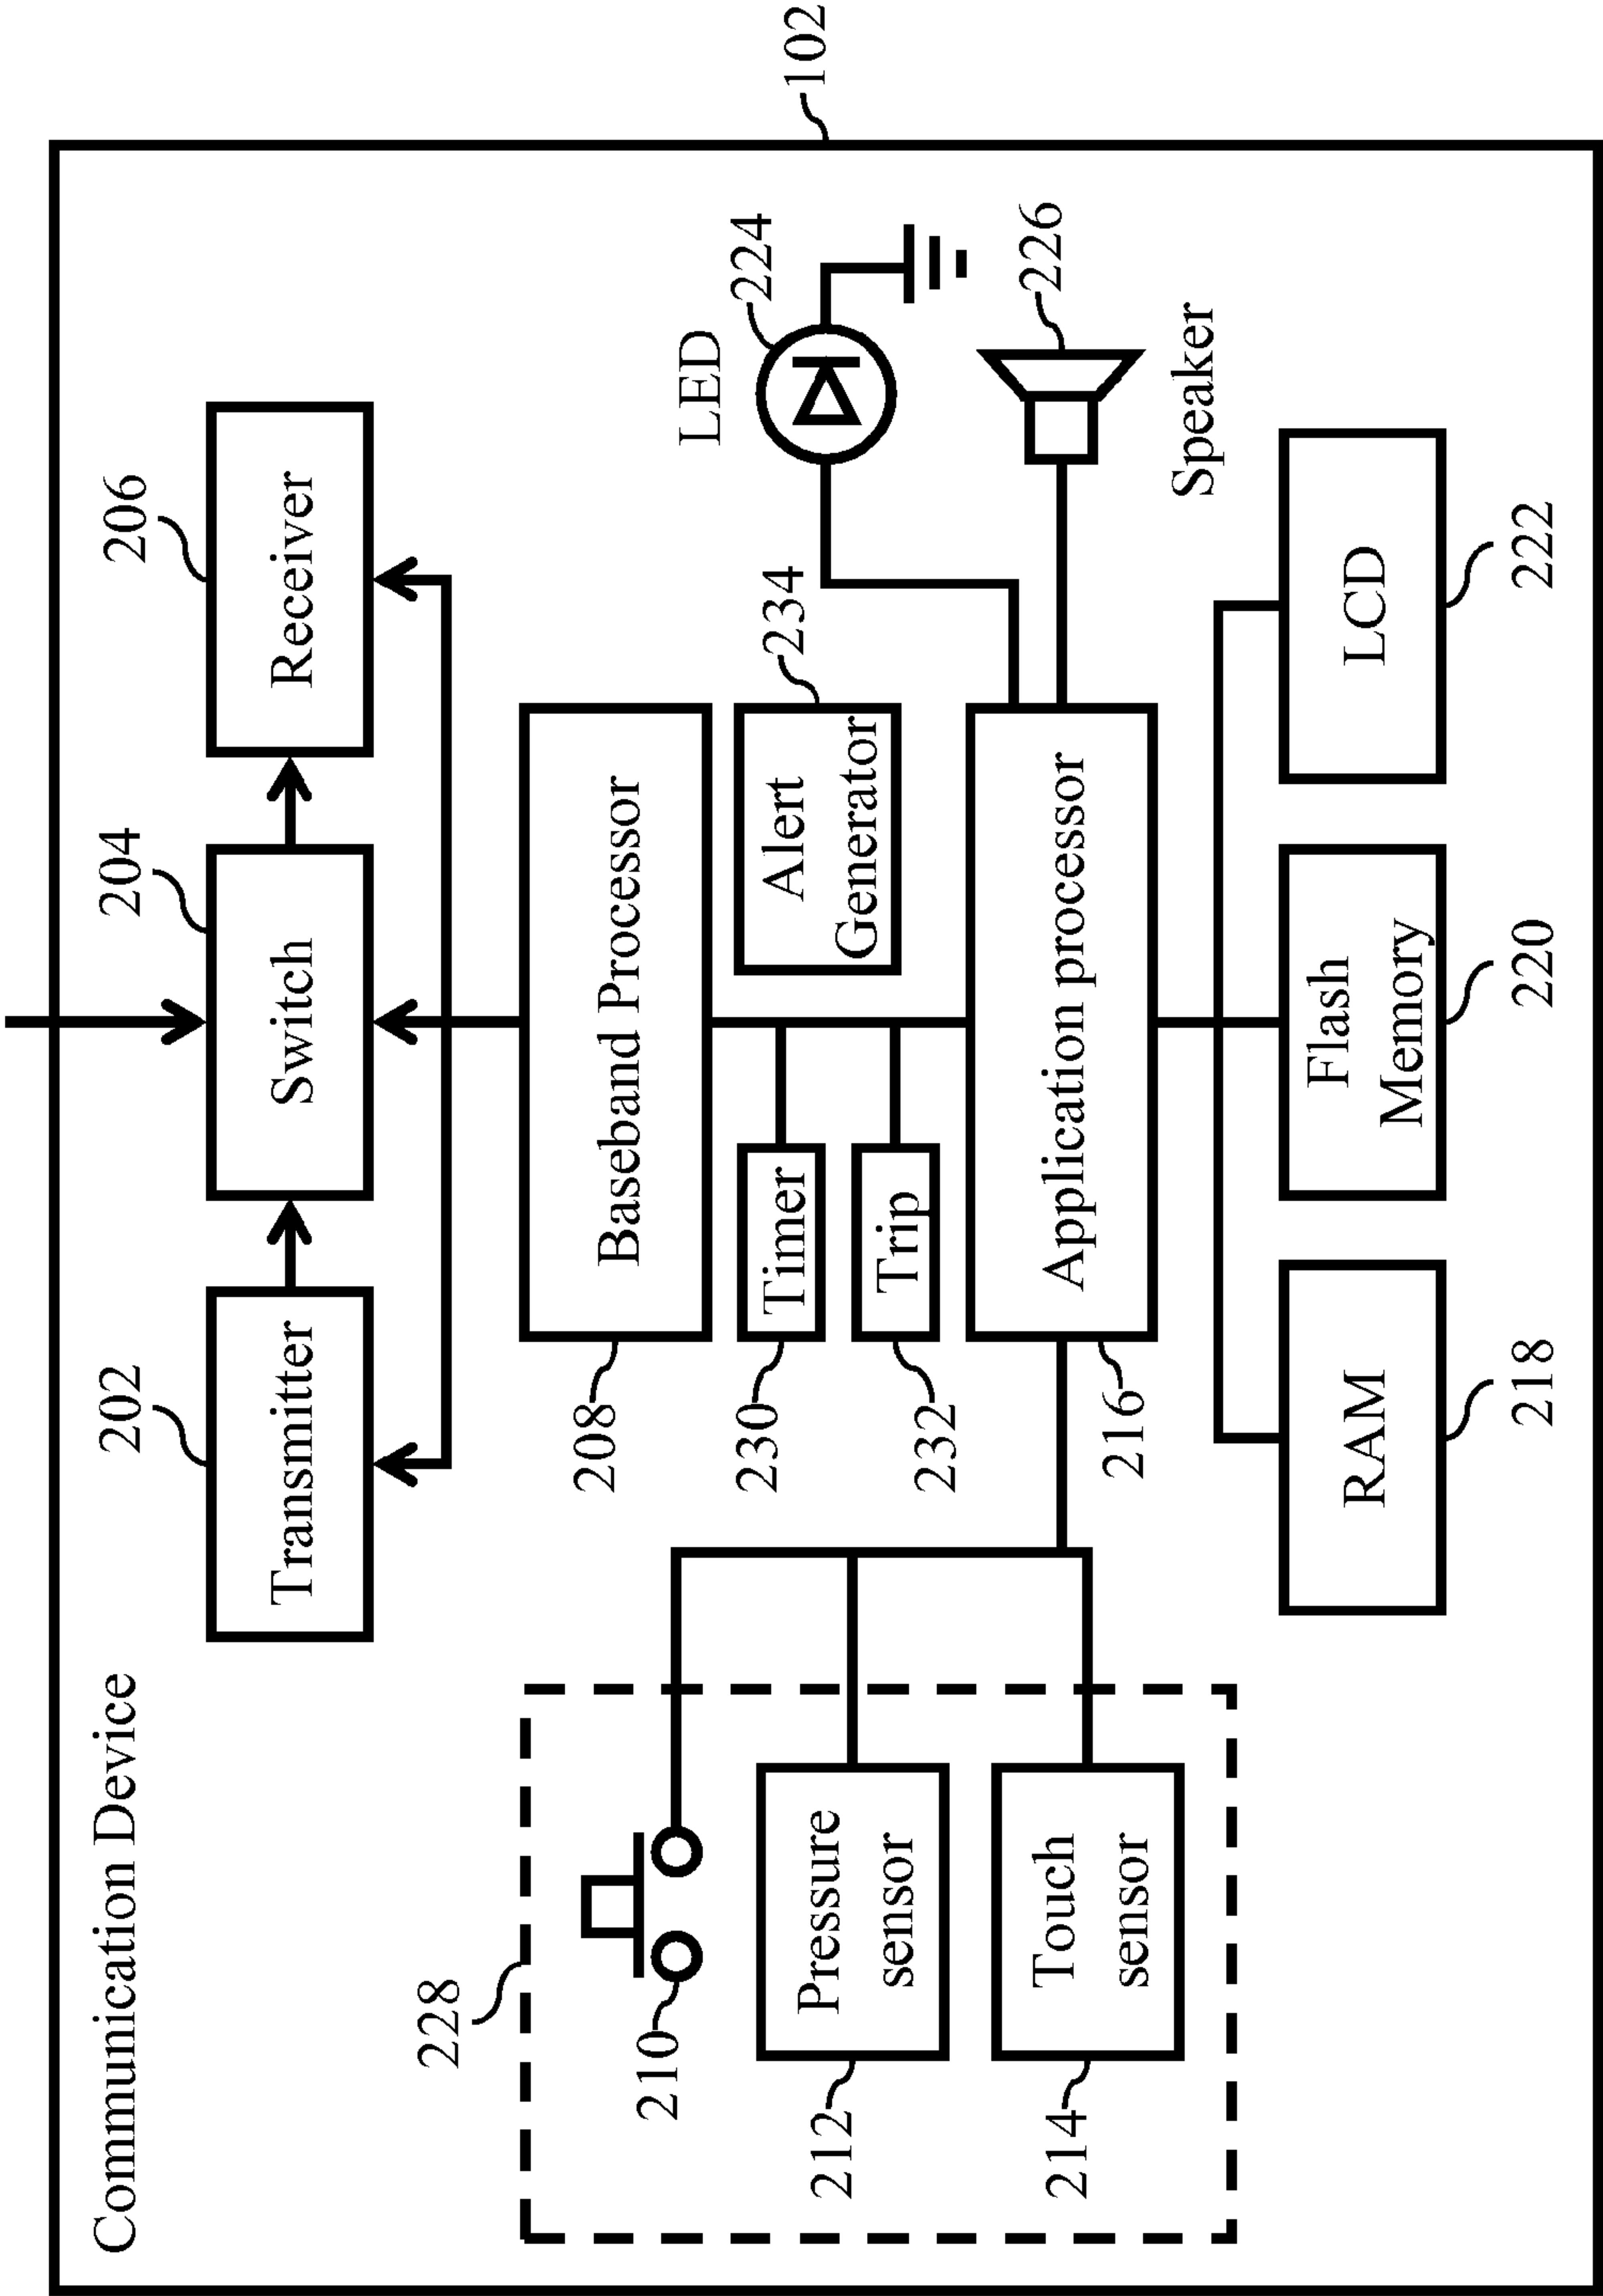 Communication Device
102
202
204
206
Transmitter
Switch
Receiver
228
208
Baseband Processor
210
LED
224
230
Timer
234
Alert
Generator
212
Pressure
sensor
232
Trip
226
Speaker
214
Touch
sensor
216
Application processor
RAM
Flash
Memory
LCD
218
220
222